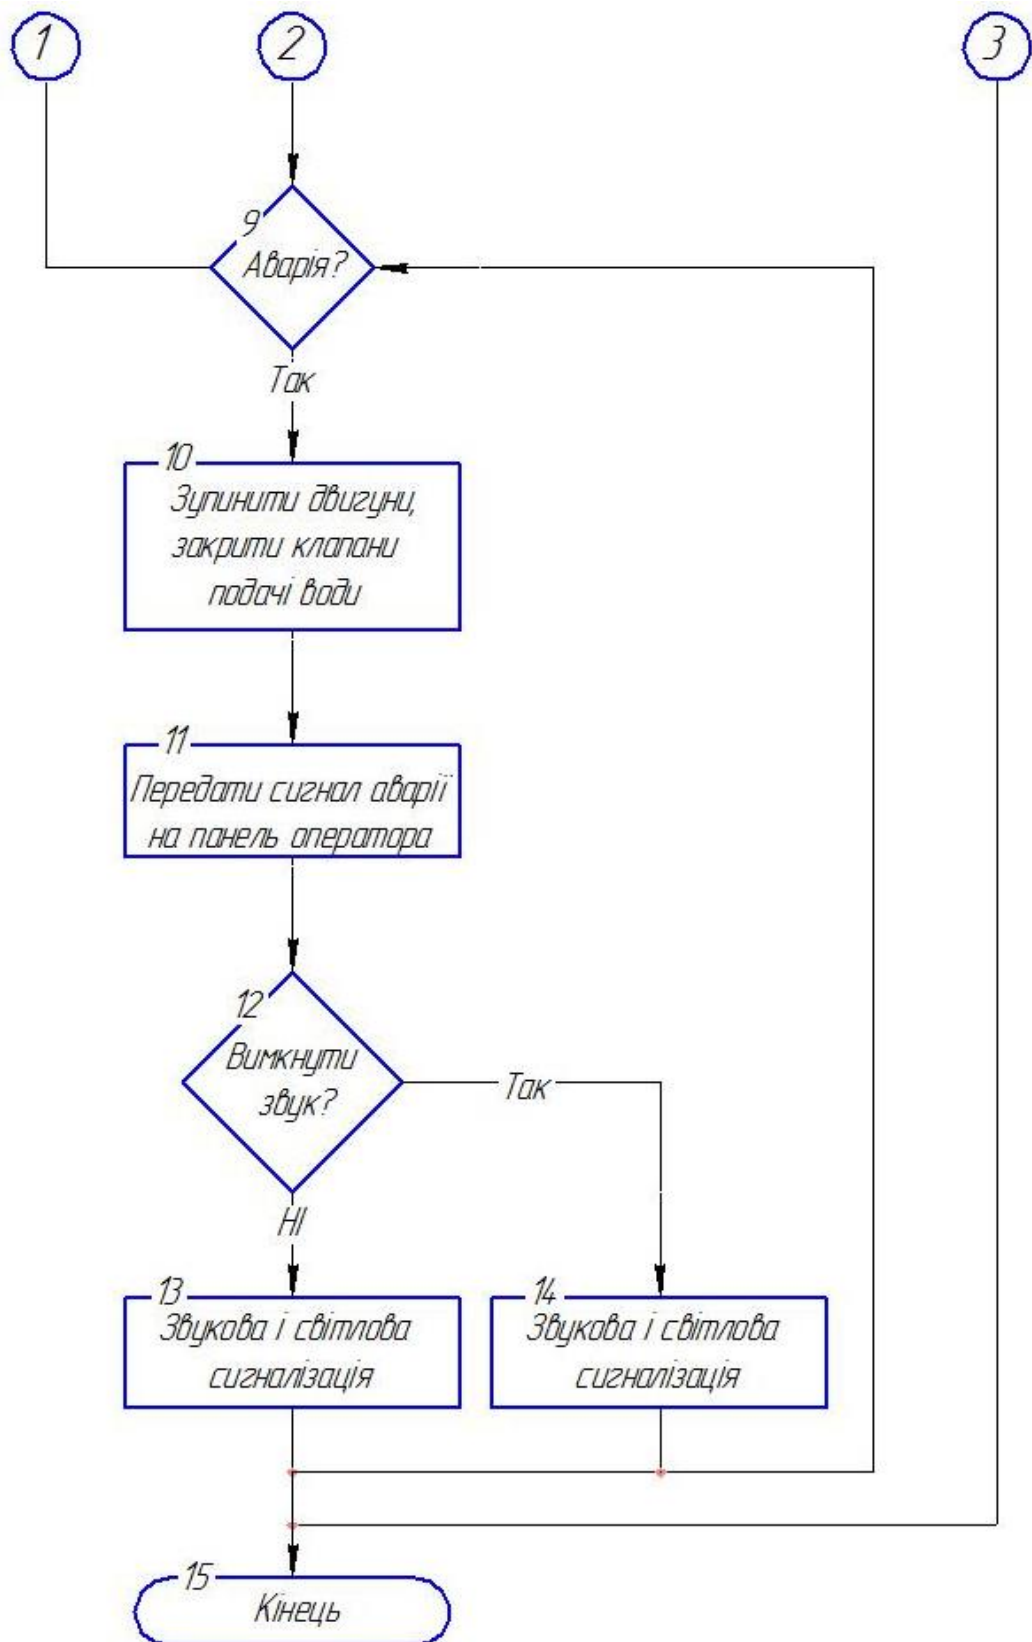 1
2
3
9
Аварія?
Так
10
Зупинити двигуни,
закрити клапани
подачі води
11
Передати сигнал аварії
на панель оператора
12
Вимкнути
звук?
Так
НІ
13
Звукова і світлова
сигналізація
14
Звукова і світлова
сигналізація
15
Кінець